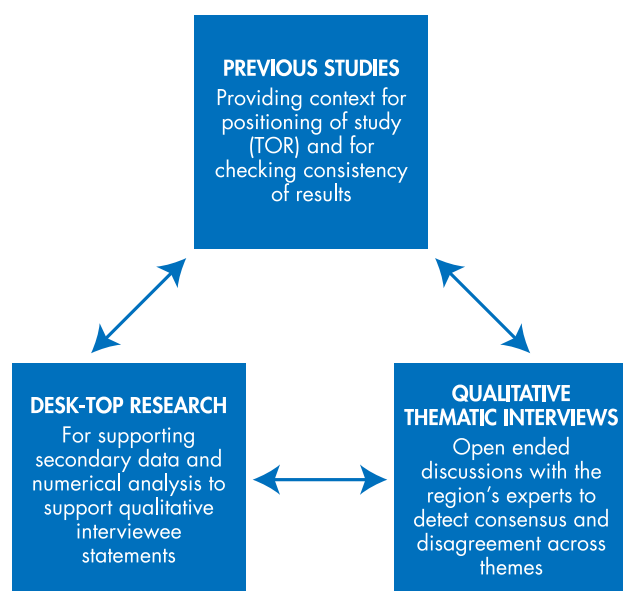 PREVIOUS STUDIES
Providing context for
positioning of study
(TOR) and for
checking consistency
of results
DESK-TOP RESEARCH
For supporting
secondary data and
numerical analysis to
support qualitative
interviewee
statements
QUALITATIVE
THEMATIC INTERVIEWS
Open ended
discussions with the
region's experts to
detect consensus and
disagreement across
themes